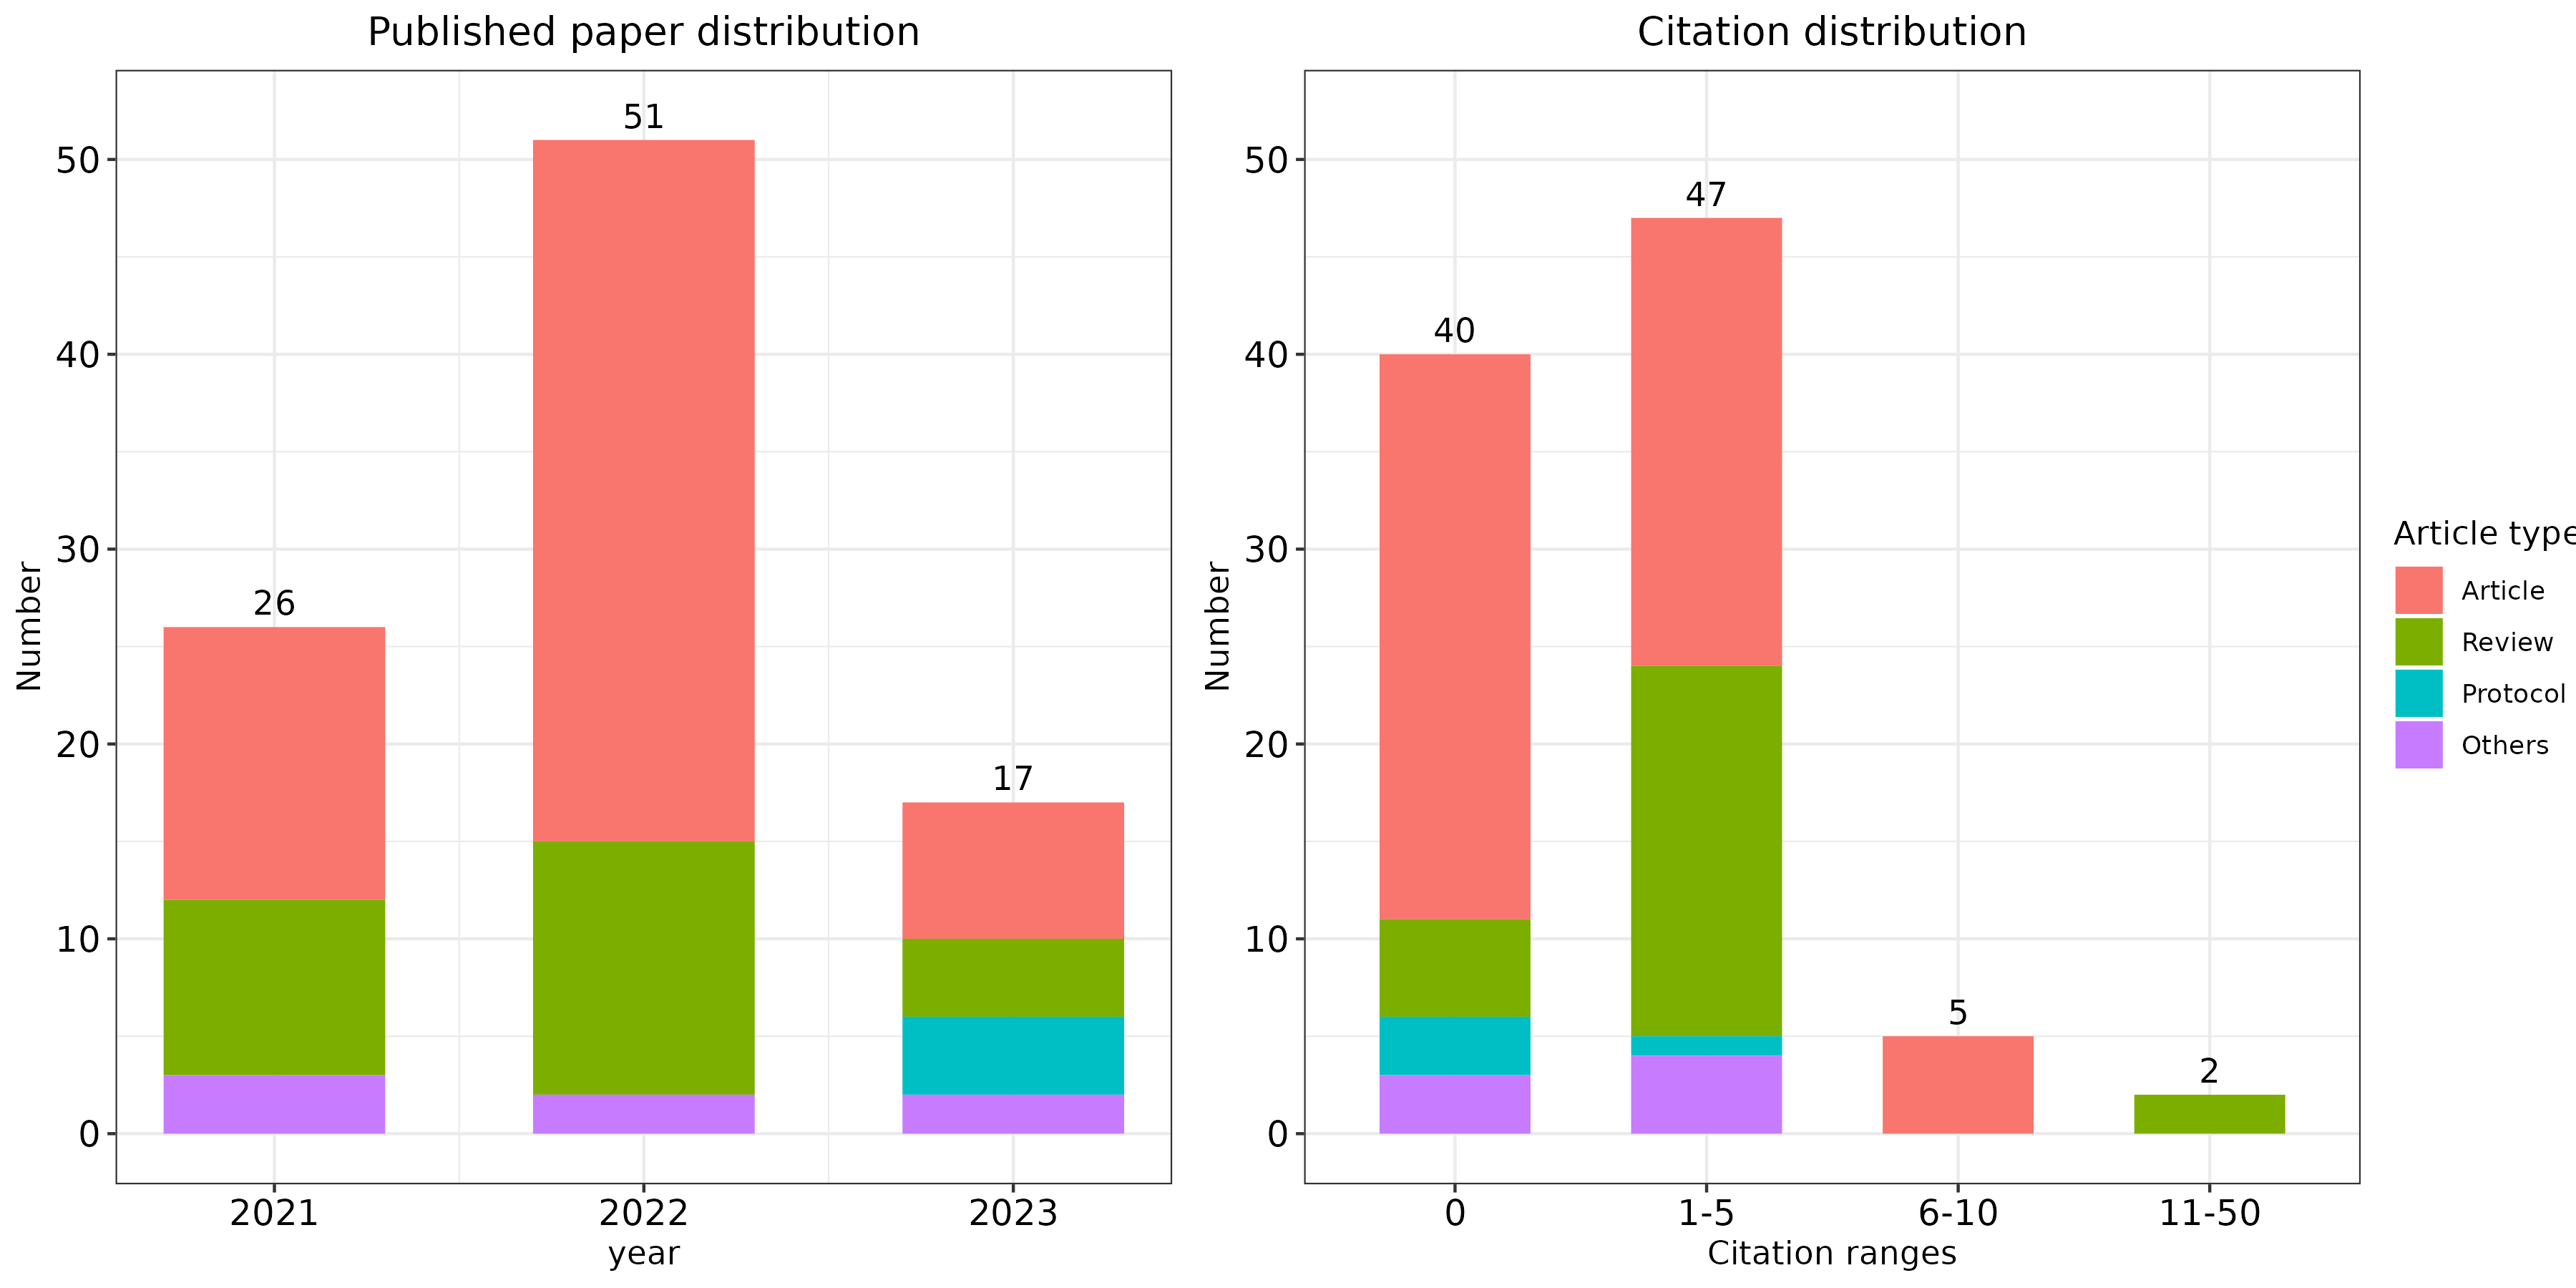 Published paper distribution
51
50
40
30
26
20
17
10
0
Number
2021 2022 2023
year
Citation distribution
50
47
40
40
30
20
10
5
2
0
Number
0 1-5 6-10 11-50
Citation ranges
Article type
Article
Review
Protocol
Others